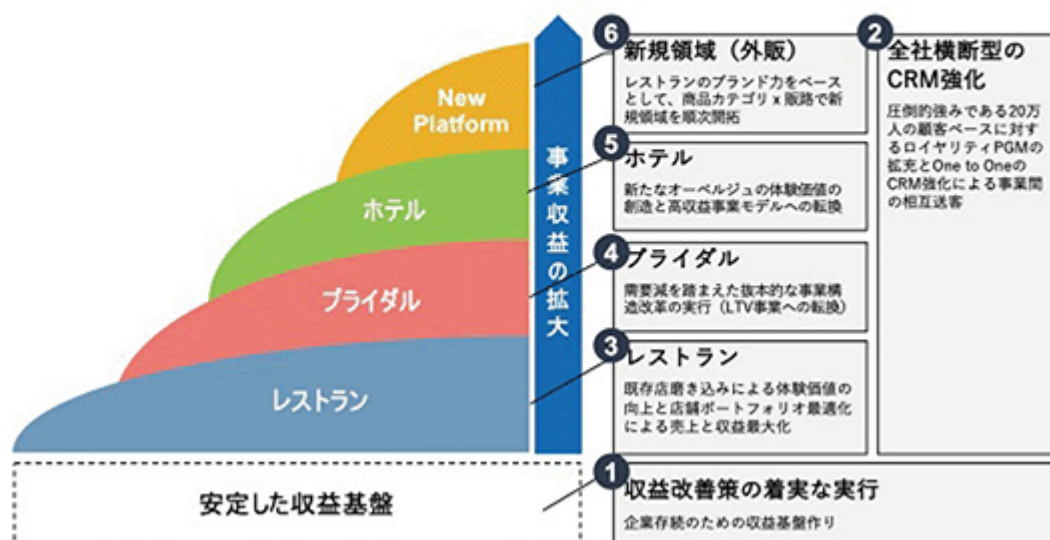 New
Platform
ホテル
ブライダル
レストラン
安定した収益基盤
事業収益の拡大
6
新規領域（外販）
レストランのブランド力をベース
として、商品カテゴリ x 販路で新
規領域を順次開拓
5
ホテル
新たなオーベルジュの体験価値の
創造と高収益事業モデルへの転換
4
ブライダル
需要減を踏まえた抜本的な事業構
造改革の実行（LTV事業への転換）
3
レストラン
既存店磨き込みによる体験価値の
向上と店舗ポートフォリオ最適化
による売上と収益最大化
2
全社横断型の
CRM強化
圧倒的強みである20万
人の顧客ベースに対す
るロイヤリティPGMの
拡充とOne to Oneの
CRM強化による事業間
の相互送客
1
収益改善策の着実な実行
企業存続のための収益基盤作り